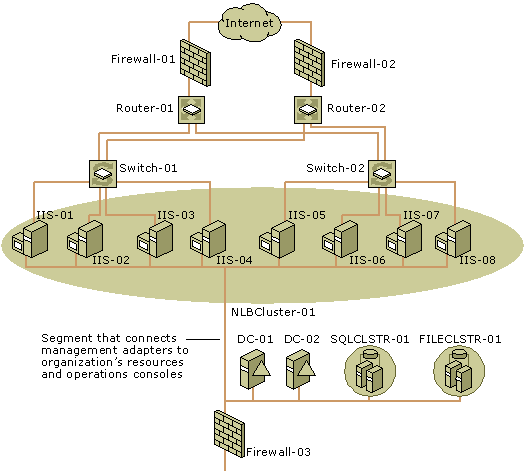 Internet
Firewall-01
Firewall-02
Router-01
Router-02
Switch-01
Switch-02
IIS-01
IIS-03
IIS-05
IIS-07
IIS-02
IIS-04
IIS-06
IIS-08
NLBCluster-01
Segment that connects
management adapters to
organization's resources
and operations consoles
DC-01
DC-02
SQLCLSTR-01
FILECLSTR-01
Firewall-03